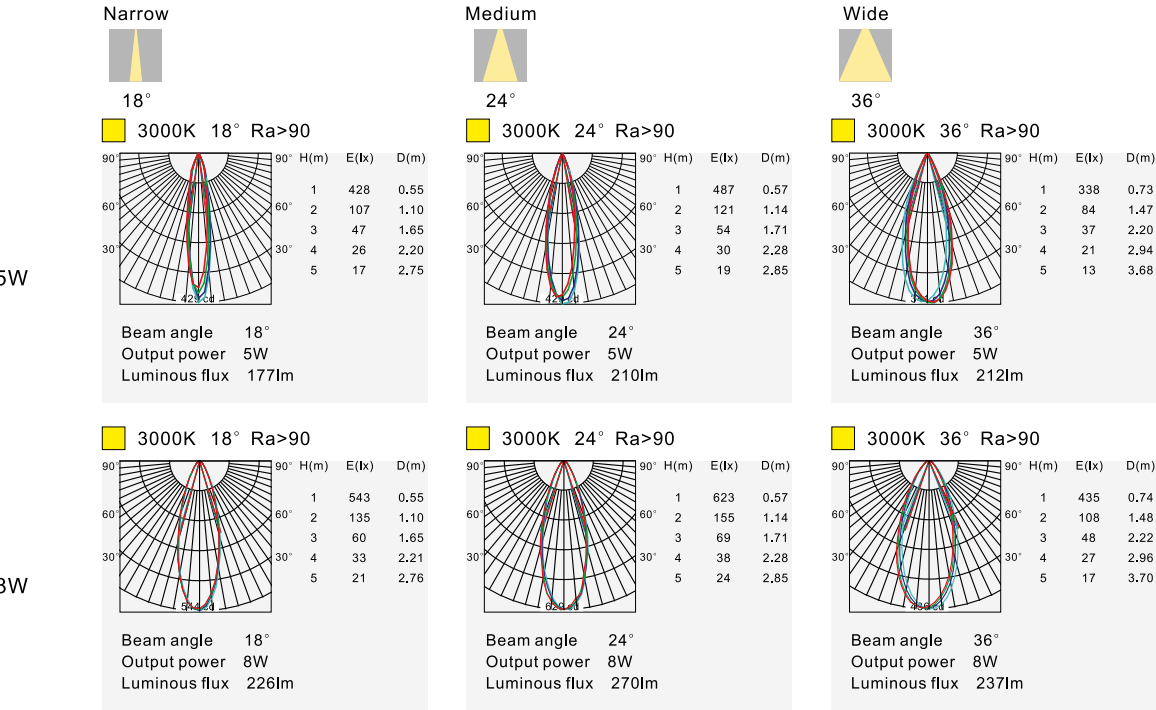 Narrow Medium Wide
18° 24° 36°
3000K 18° Ra>90
90° 90° H(m) E(lx) D(m)
1 428 0.55
60° 60° 2 107 1.10
3 47 1.65
30° 30° 4 26 2.20
5 17 2.75
Beam angle 18°
Output power 5W
Luminous flux 177lm
3000K 24° Ra>90
90° 90° H(m) E(lx) D(m)
1 487 0.57
60° 60° 2 121 1.14
3 54 1.71
30° 30° 4 30 2.28
5 19 2.85
Beam angle 24°
Output power 5W
Luminous flux 210lm
3000K 36° Ra>90
90° 90° H(m) E(lx) D(m)
1 338 0.73
60° 60° 2 84 1.47
3 37 2.20
30° 30° 4 21 2.94
5 13 3.68
Beam angle 36°
Output power 5W
Luminous flux 212lm
3000K 18° Ra>90
90° 90° H(m) E(lx) D(m)
1 543 0.55
60° 60° 2 135 1.10
3 60 1.65
30° 30° 4 33 2.21
5 21 2.76
Beam angle 18°
Output power 8W
Luminous flux 226lm
3000K 24° Ra>90
90° 90° H(m) E(lx) D(m)
1 623 0.57
60° 60° 2 155 1.14
3 69 1.71
30° 30° 4 38 2.28
5 24 2.85
Beam angle 24°
Output power 8W
Luminous flux 270lm
3000K 36° Ra>90
90° 90° H(m) E(lx) D(m)
1 435 0.74
60° 60° 2 108 1.48
3 48 2.22
30° 30° 4 27 2.96
5 17 3.70
Beam angle 36°
Output power 8W
Luminous flux 237lm